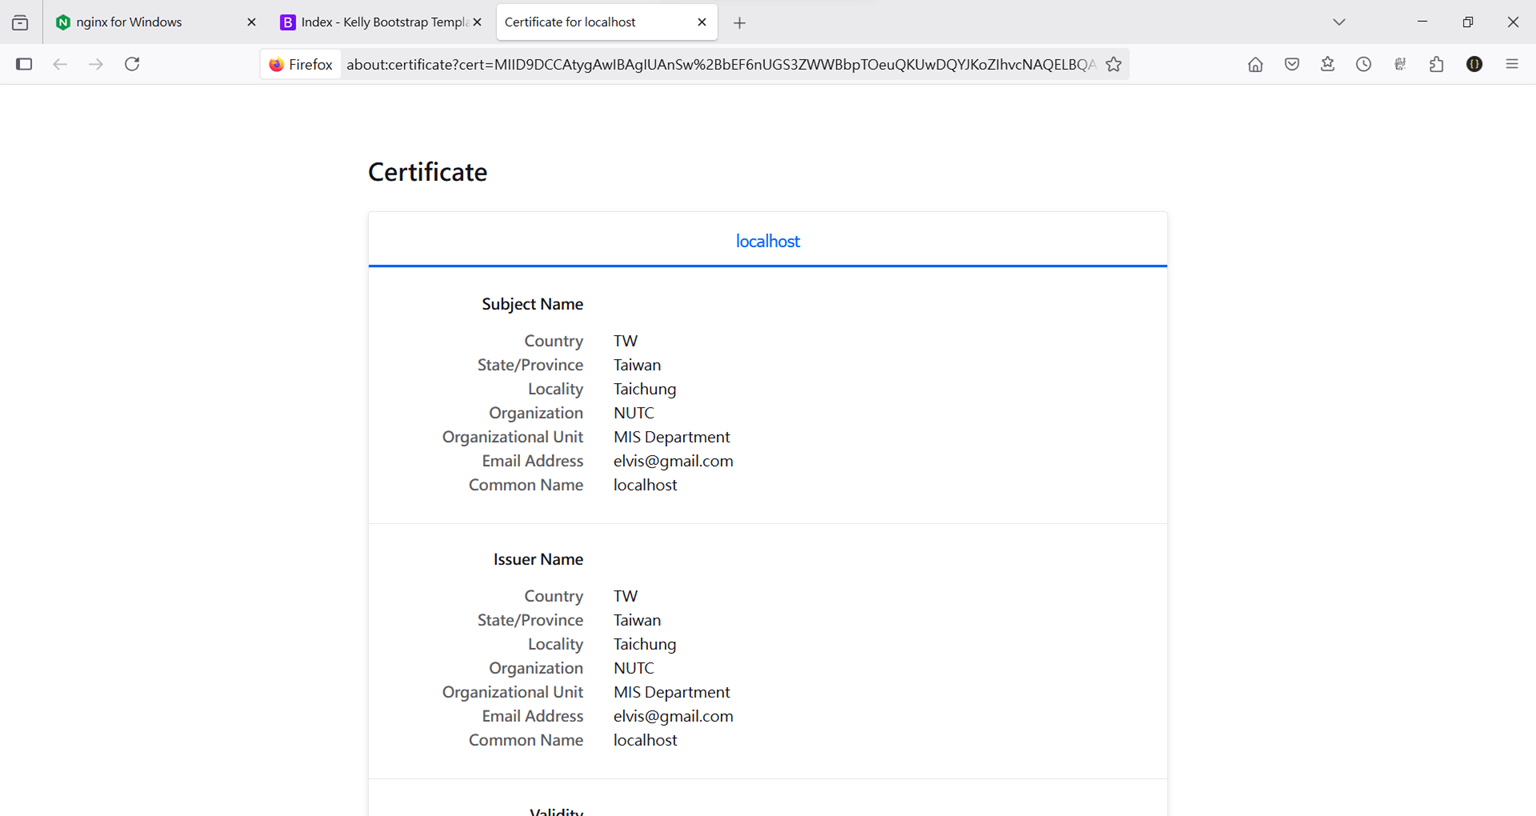 nginx for Windows
Index - Kelly Bootstrap Templa
Certificate for localhost
Firefox
about:certificate?cert=MIID9DCCAtygAwIBAgIUAnSw%2BbEF6nUGS3ZWWBbpTOeuQKUwDQYJKoZIhvcNAQELBQA
Certificate
localhost
Subject Name
Country TW
State/Province Taiwan
Locality Taichung
Organization NUTC
Organizational Unit MIS Department
Email Address elvis@gmail.com
Common Name localhost
Issuer Name
Country TW
State/Province Taiwan
Locality Taichung
Organization NUTC
Organizational Unit MIS Department
Email Address elvis@gmail.com
Common Name localhost
Validity